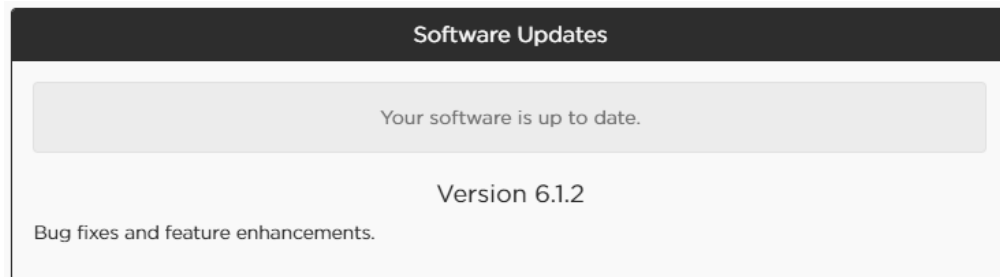 Software Updates
Your software is up to date.
Version 6.1.2
Bug fixes and feature enhancements.